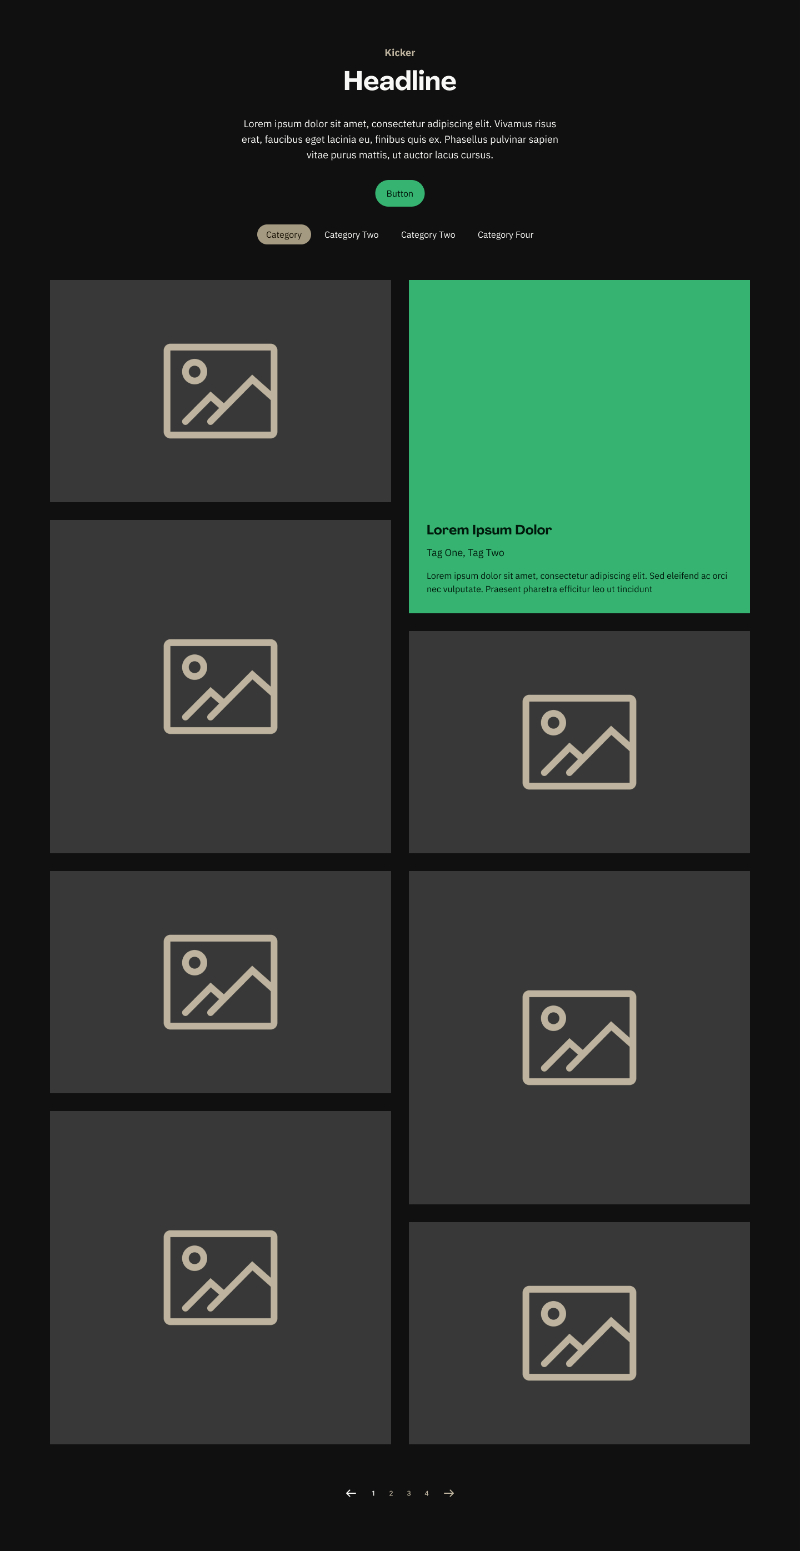 Kicker
Headline
Lorem ipsum dolor sit amet, consectetur adipiscing elit. Vivamus risus
erat, faucibus eget lacinia eu, finibus quis ex. Phasellus pulvinar sapien
vitae purus mattis, ut auctor lacus cursus.
Button
Category Category Two Category Two Category Four
Lorem Ipsum Dolor
Tag One, Tag Two
Lorem ipsum dolor sit amet, consectetur adipiscing elit. Sed eleifend ac orci
nec vulputate. Praesent pharetra efficitur leo ut tincidunt
← 1 2 3 4 →